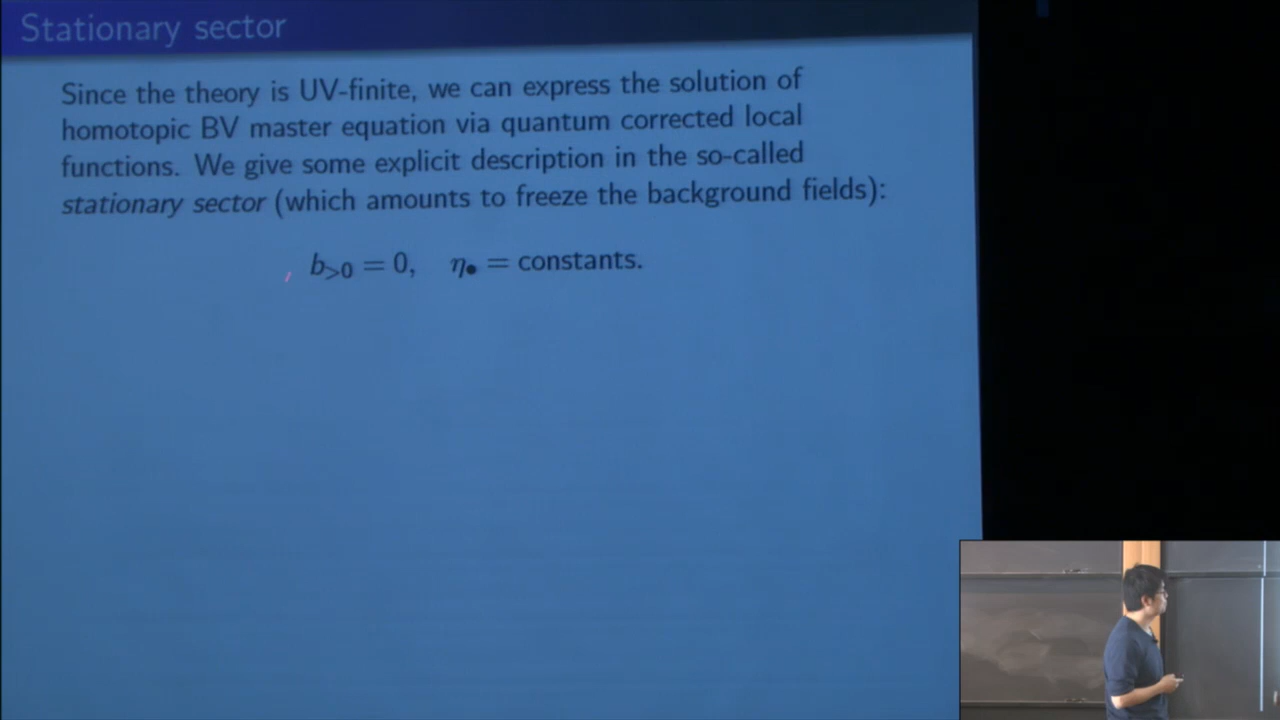 Stationary sector
Since the theory is UV-finite, we can express the solution of
homotopic BV master equation via quantum corrected local
functions. We give some explicit description in the so-called
stationary sector (which amounts to freeze the background fields):
b_{>0} = 0, η_• = constants.